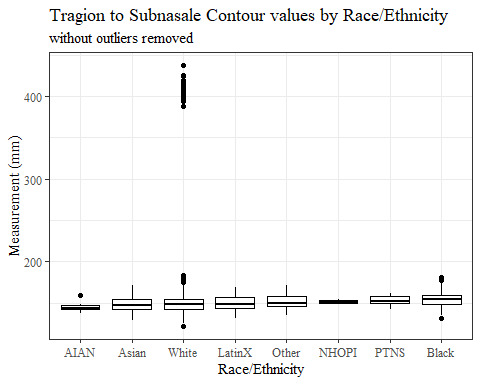 Tragion to Subnasale Contour values by Race/Ethnicity
without outliers removed
Measurement (mm)
400
200
AIAN Asian White LatinX Other NHOPI PTNS Black
Race/Ethnicity